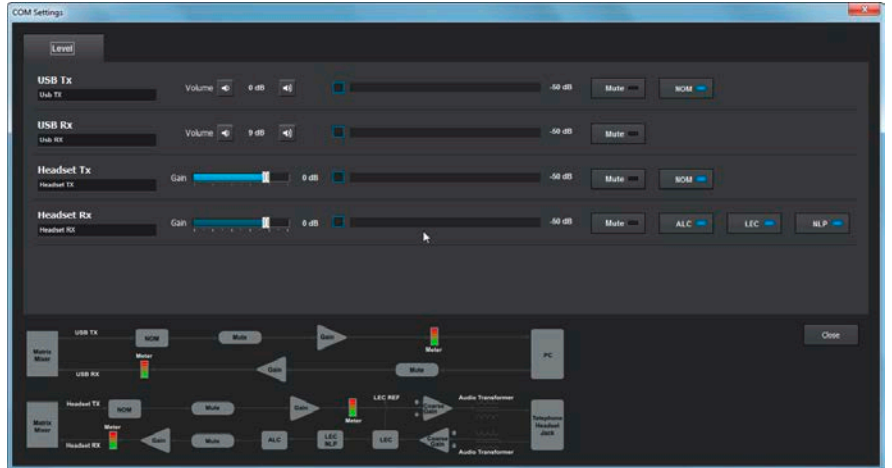 COM Settings
Level
USB Tx
Usb TX
Volume 0 dB -50 dB Mute NOM
USB Rx
Usb RX
Volume 9 dB -50 dB Mute
Headset Tx
Headset TX
Gain 0 dB -50 dB Mute NOM
Headset Rx
Headset RX
Gain 0 dB -50 dB Mute ALC LEC NLP
Close
USB TX
NOM
Mute
Gain
Meter
Matrix Mixer
PC
USB RX
Meter
Gain
Mute
Headset TX
NOM
Mute
Gain
Meter
LEC REF
Coarse Gain
Audio Transformer
Matrix Mixer
Telephone Headset Jack
Headset RX
Meter
Gain
Mute
ALC
LEC NLP
LEC
Coarse Gain
Audio Transformer